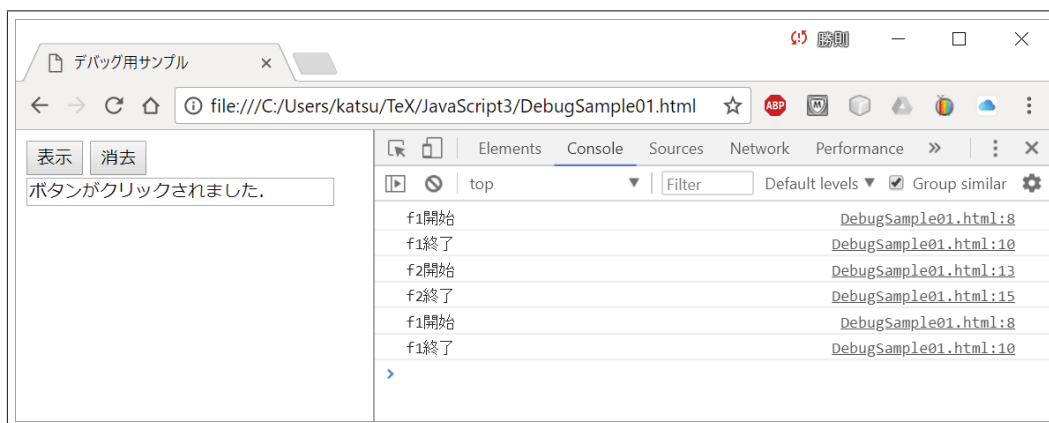 勝則
デバッグ用サンプル
file:///C:/Users/katsu/TeX/JavaScript3/DebugSample01.html
ABP
表示 消去
ボタンがクリックされました.
Elements Console Sources Network Performance »
top Filter Default levels ▼ Group similar
f1開始 DebugSample01.html:8
f1終了 DebugSample01.html:10
f2開始 DebugSample01.html:13
f2終了 DebugSample01.html:15
f1開始 DebugSample01.html:8
f1終了 DebugSample01.html:10